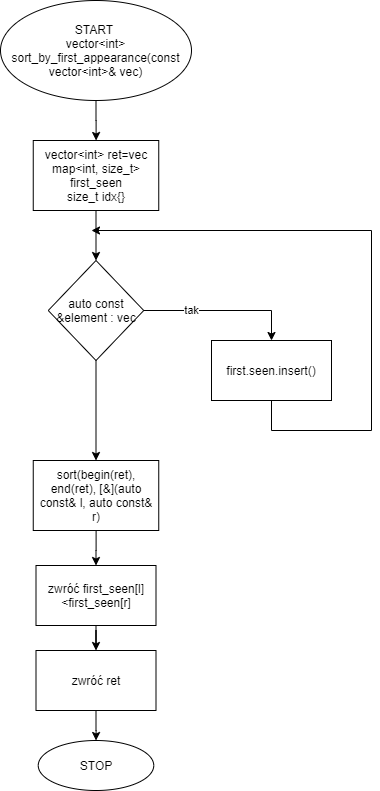 START
vector<int>
sort_by_first_appearance(const
vector<int>& vec)
vector<int> ret=vec
map<int, size_t>
first_seen
size_t idx{}
auto const
&element : vec
tak
first.seen.insert()
sort(begin(ret),
end(ret), [&](auto
const& l, auto const&
r)
zwróć first_seen[l]
<first_seen[r]
zwróć ret
STOP